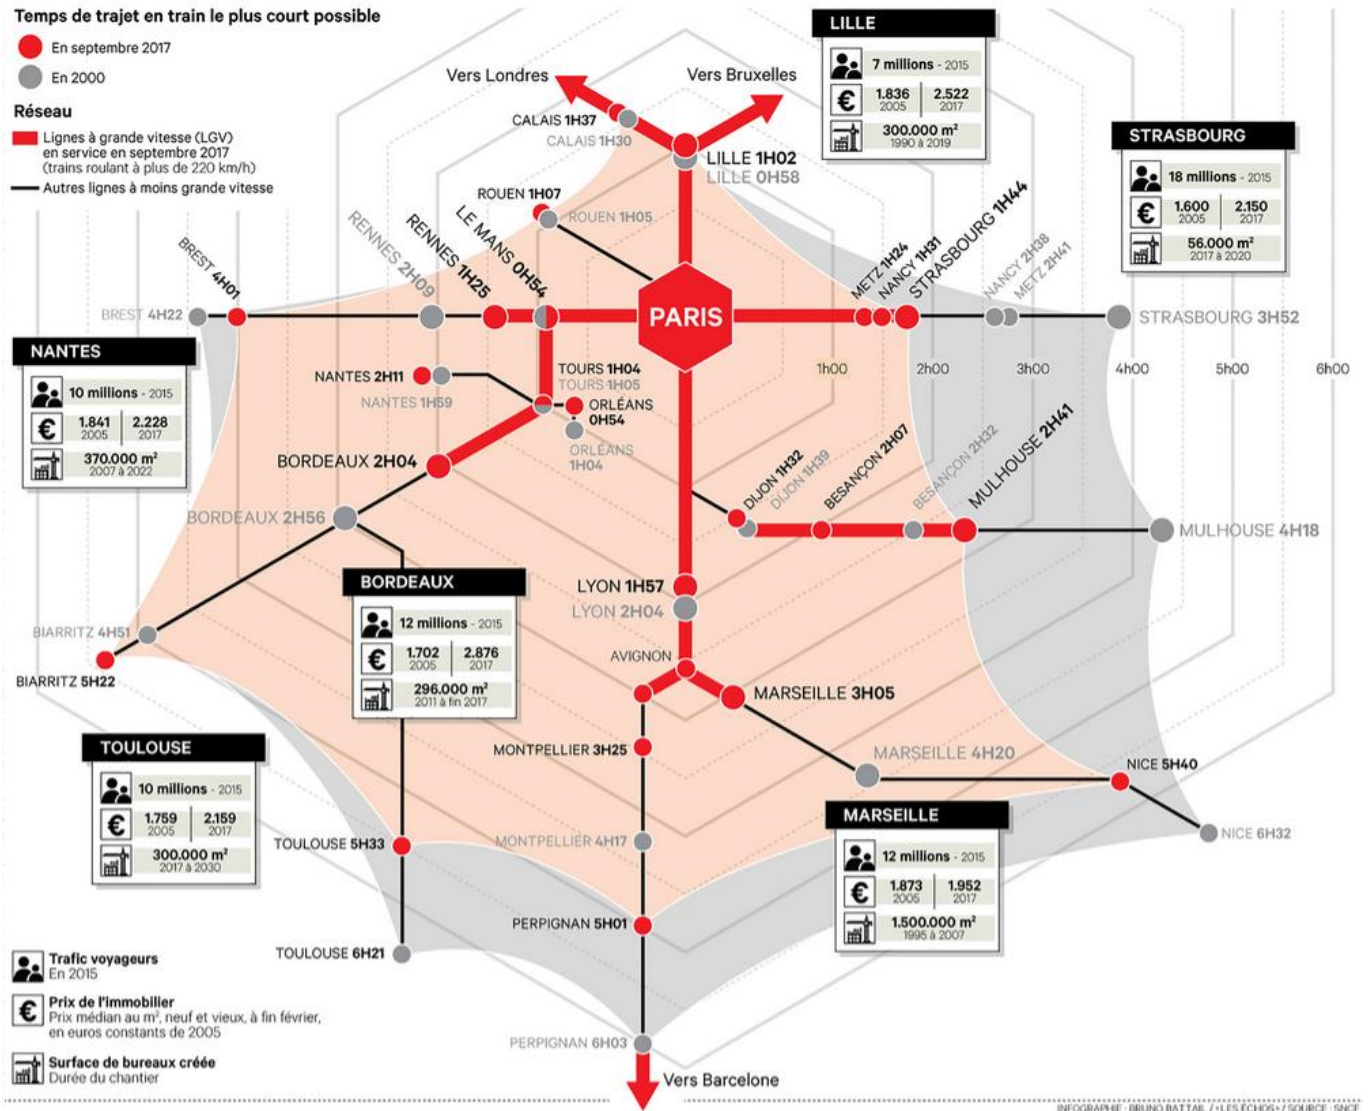 Temps de trajet en train le plus court possible
En septembre 2017
En 2000
Réseau
Lignes à grande vitesse (LGV)
en service en septembre 2017
(trains roulant à plus de 220 km/h)
Autres lignes à moins grande vitesse
Vers Londres
Vers Bruxelles
CALAIS 1H37
CALAIS 1H30
LILLE 1H02
LILLE 0H58
ROUEN 1H07
ROUEN 1H05
LILLE
7 millions - 2015
€
1.836 2.522
2005 2017
300.000 m²
1990 à 2019
STRASBOURG
18 millions - 2015
€
1.600 2.150
2005 2017
56.000 m²
2017 à 2020
BREST 4H01
BREST 4H22
RENNES 2H09
RENNES 1H25
LE MANS 0H54
PARIS
METZ 1H24
NANCY 1H31
STRASBOURG 1H44
NANCY 2H38
METZ 2H41
STRASBOURG 3H52
1h00
2h00
3h00
4h00
5h00
6h00
NANTES
10 millions - 2015
€
1.841 2.228
2005 2017
370.000 m²
2007 à 2022
NANTES 2H11
NANTES 1H59
TOURS 1H04
TOURS 1H05
ORLÉANS
0H54
ORLÉANS
1H04
BORDEAUX 2H04
BORDEAUX 2H56
DIJON 1H32
DIJON 1H39
BESANÇON 2H07
BESANÇON 2H32
MULHOUSE 2H41
MULHOUSE 4H18
LYON 1H57
LYON 2H04
AVIGNON
BORDEAUX
12 millions - 2015
€
1.702 2.876
2005 2017
296.000 m²
2011 à fin 2017
BIARRITZ 4H51
BIARRITZ 5H22
MARSEILLE 3H05
MARSEILLE 4H20
MONTPELLIER 3H25
MONTPELLIER 4H17
NICE 5H40
NICE 6H32
TOULOUSE
10 millions - 2015
€
1.759 2.159
2005 2017
300.000 m²
2017 à 2030
MARSEILLE
12 millions - 2015
€
1.873 1.952
2005 2017
1.500.000 m²
1995 à 2007
TOULOUSE 5H33
TOULOUSE 6H21
PERPIGNAN 5H01
PERPIGNAN 6H03
Vers Barcelone
Trafic voyageurs
En 2015
€
Prix de l'immobilier
Prix médian au m², neuf et vieux, à fin février,
en euros constants de 2005
Surface de bureaux créée
Durée du chantier
INFOGRAPHIE : BRUNO BATTAIL / «LES ÉCHOS» / SOURCE : SNCF